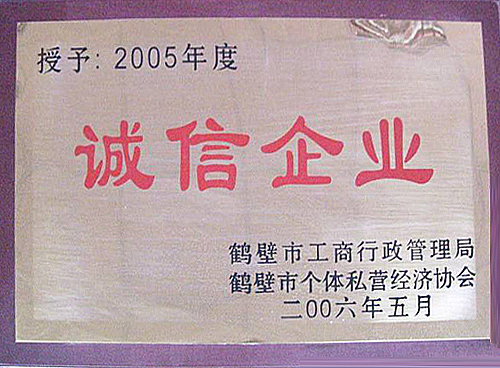 授予: 2005年度
诚信企业
鹤壁市工商行政管理局
鹤壁市个体私营经济协会
二00六年五月